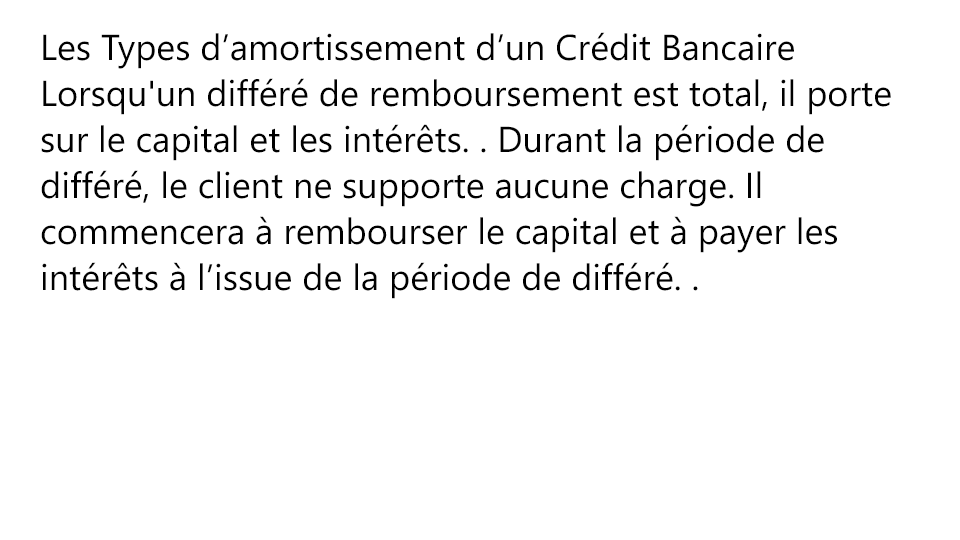 Les Types d’amortissement d’un Crédit Bancaire
Lorsqu'un différé de remboursement est total, il porte
sur le capital et les intérêts. . Durant la période de
différé, le client ne supporte aucune charge. Il
commencera à rembourser le capital et à payer les
intérêts à l’issue de la période de différé. .